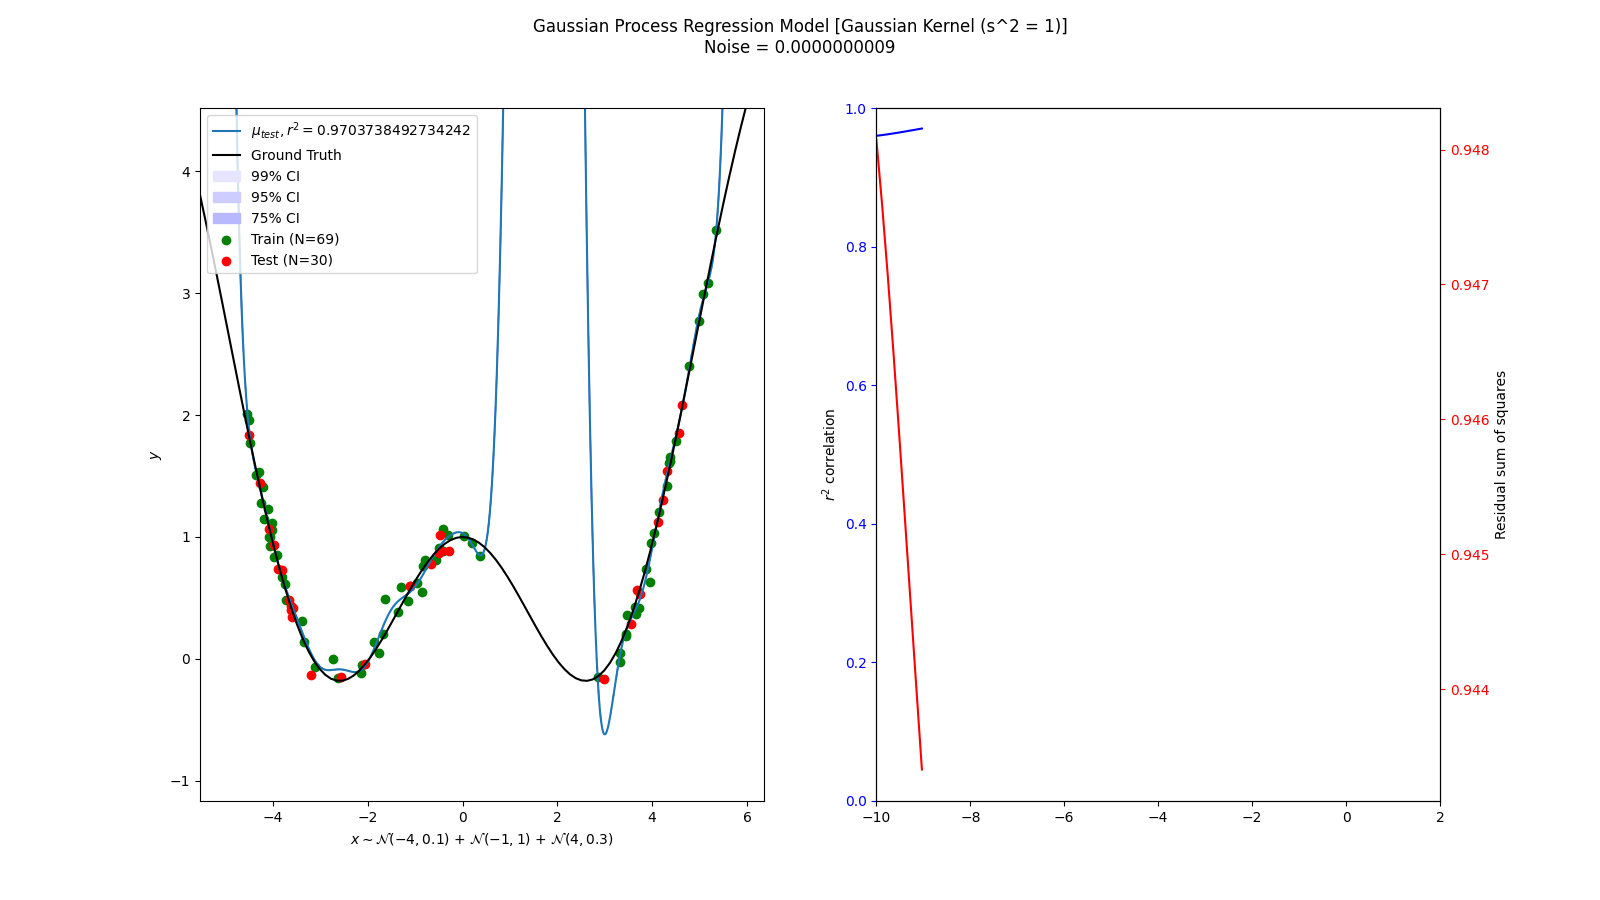 Gaussian Process Regression Model [Gaussian Kernel (s^2 = 1)]
Noise = 0.0000000009
μ_test, r² = 0.9703738492734242
Ground Truth
99% CI
95% CI
75% CI
Train (N=69)
Test (N=30)
4
3
2
1
0
−1
y
−4 −2 0 2 4 6
x ~ 𝒩(−4, 0.1) + 𝒩(−1, 1) + 𝒩(4, 0.3)
1.0
0.8
0.6
0.4
0.2
0.0
r² correlation
−10 −8 −6 −4 −2 0 2
0.948
0.947
0.946
0.945
0.944
Residual sum of squares